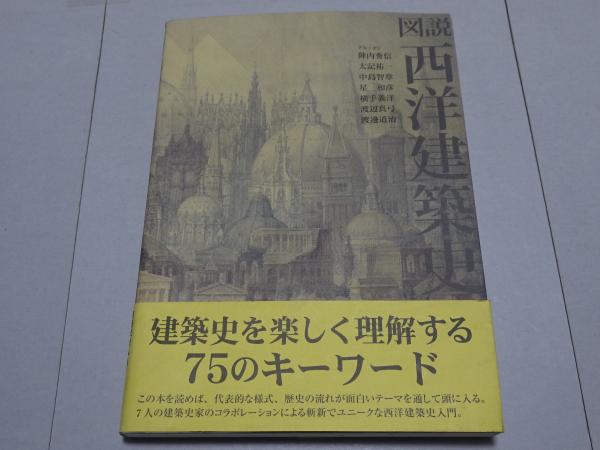 図説
西洋建築史
陣内秀信
太記祐一
中島智章
星 和彦
横手義洋
渡辺真弓
渡邊道治
建築史を楽しく理解する
75のキーワード
この本を読めば、代表的な様式、歴史の流れが面白いテーマを通して頭に入る。
7人の建築史家のコラボレーションによる斬新でユニークな西洋建築史入門。